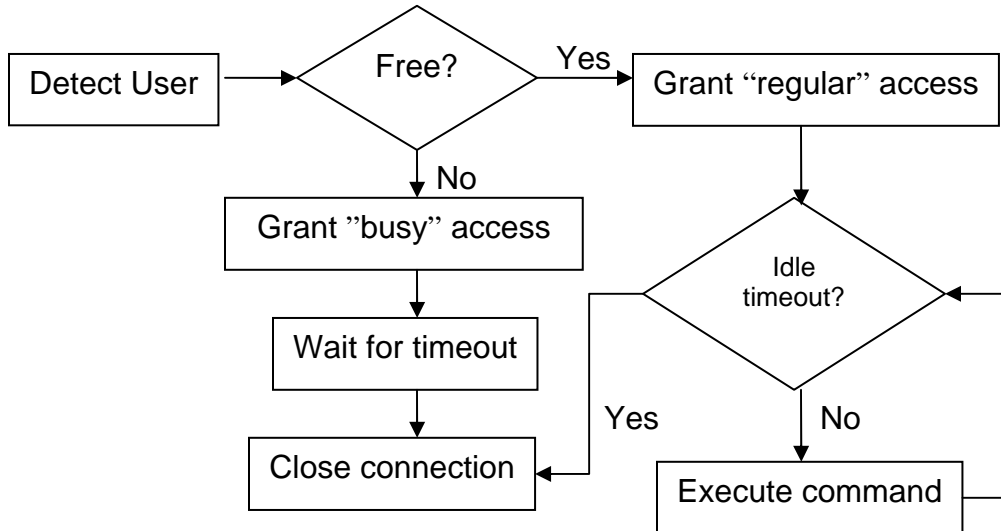 Detect User
Free?
Yes
Grant “regular” access
No
Grant ”busy” access
Idle
timeout?
Wait for timeout
Yes
No
Close connection
Execute command